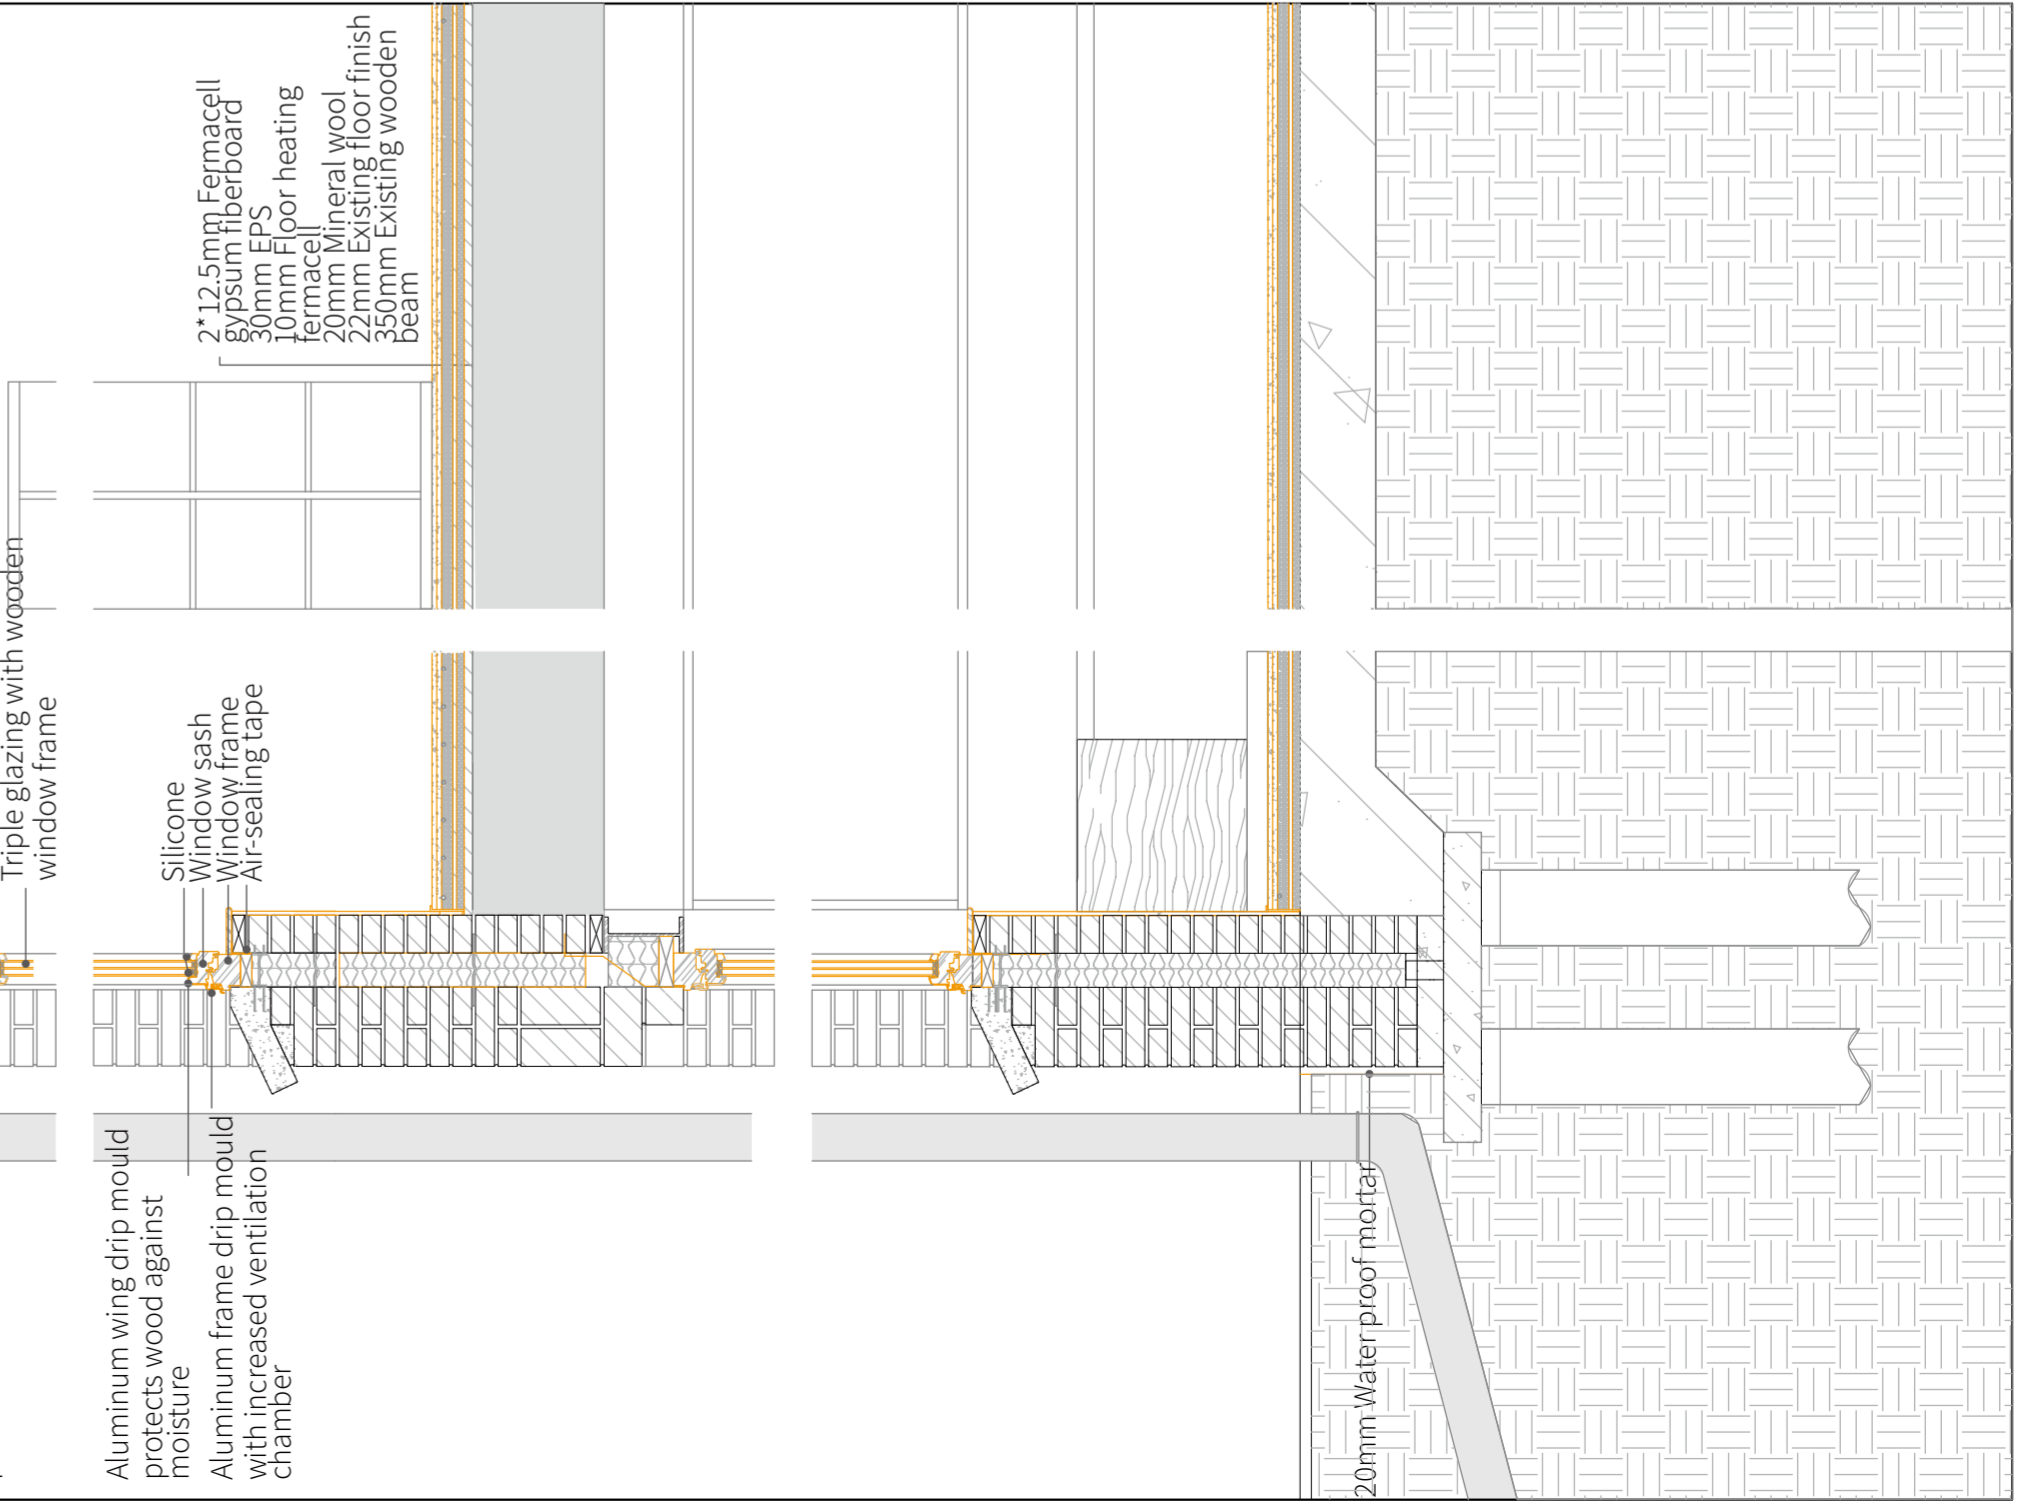 Triple glazing with wooden
window frame
Silicone
Window sash
Window frame
Air-sealing tape
2*12.5mm Fermacell
gypsum fiberboard
30mm EPS
10mm Floor heating
fermacell
20mm Mineral wool
22mm Existing floor finish
350mm Existing wooden
beam
Aluminum wing drip mould
protects wood against
moisture
Aluminum frame drip mould
with increased ventilation
chamber
20mm Water proof mortar